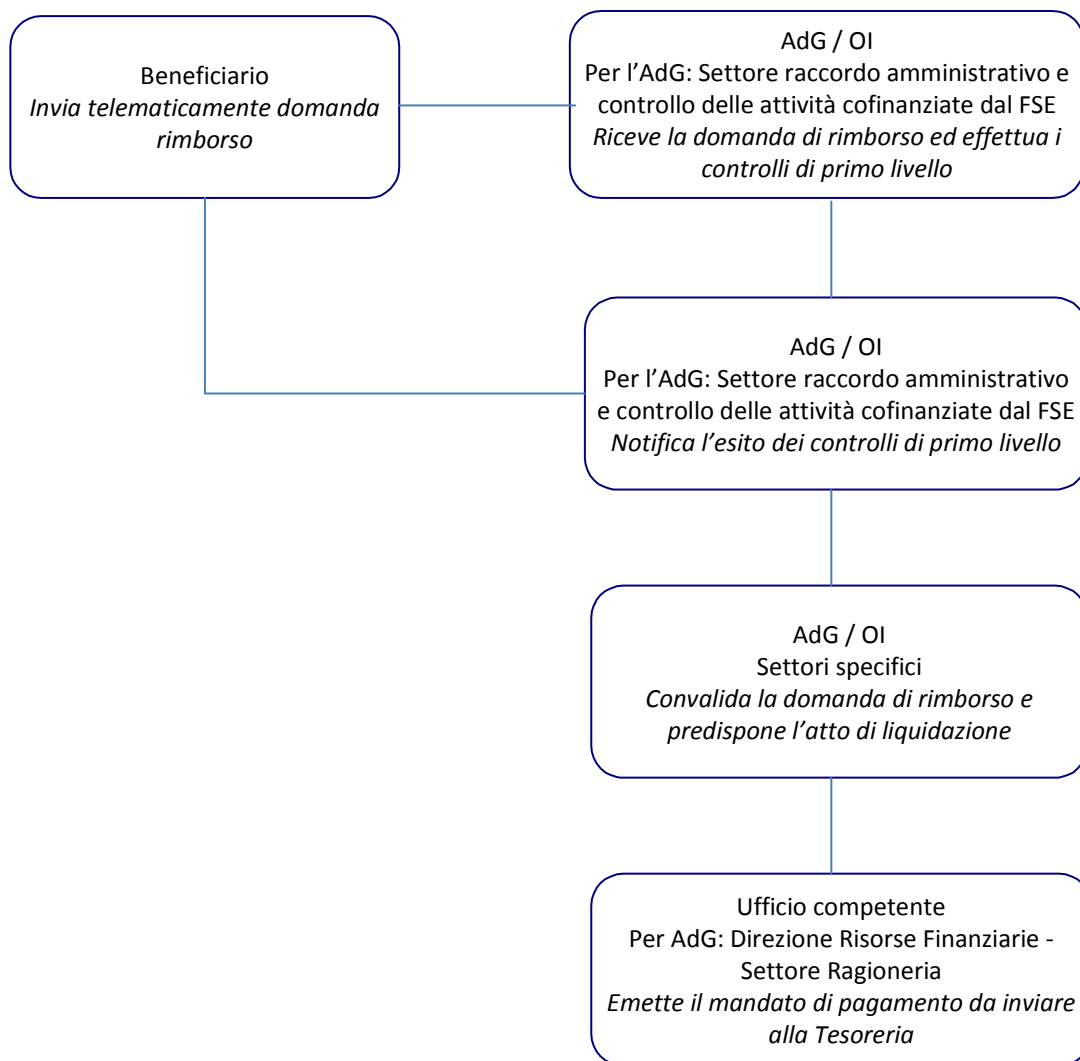 Beneficiario
Invia telematicamente domanda
rimborso
AdG / OI
Per l’AdG: Settore raccordo amministrativo e
controllo delle attività cofinanziate dal FSE
Riceve la domanda di rimborso ed effettua i
controlli di primo livello
AdG / OI
Per l’AdG: Settore raccordo amministrativo
e controllo delle attività cofinanziate dal FSE
Notifica l’esito dei controlli di primo livello
AdG / OI
Settori specifici
Convalida la domanda di rimborso e
predispone l’atto di liquidazione
Ufficio competente
Per AdG: Direzione Risorse Finanziarie -
Settore Ragioneria
Emette il mandato di pagamento da inviare
alla Tesoreria